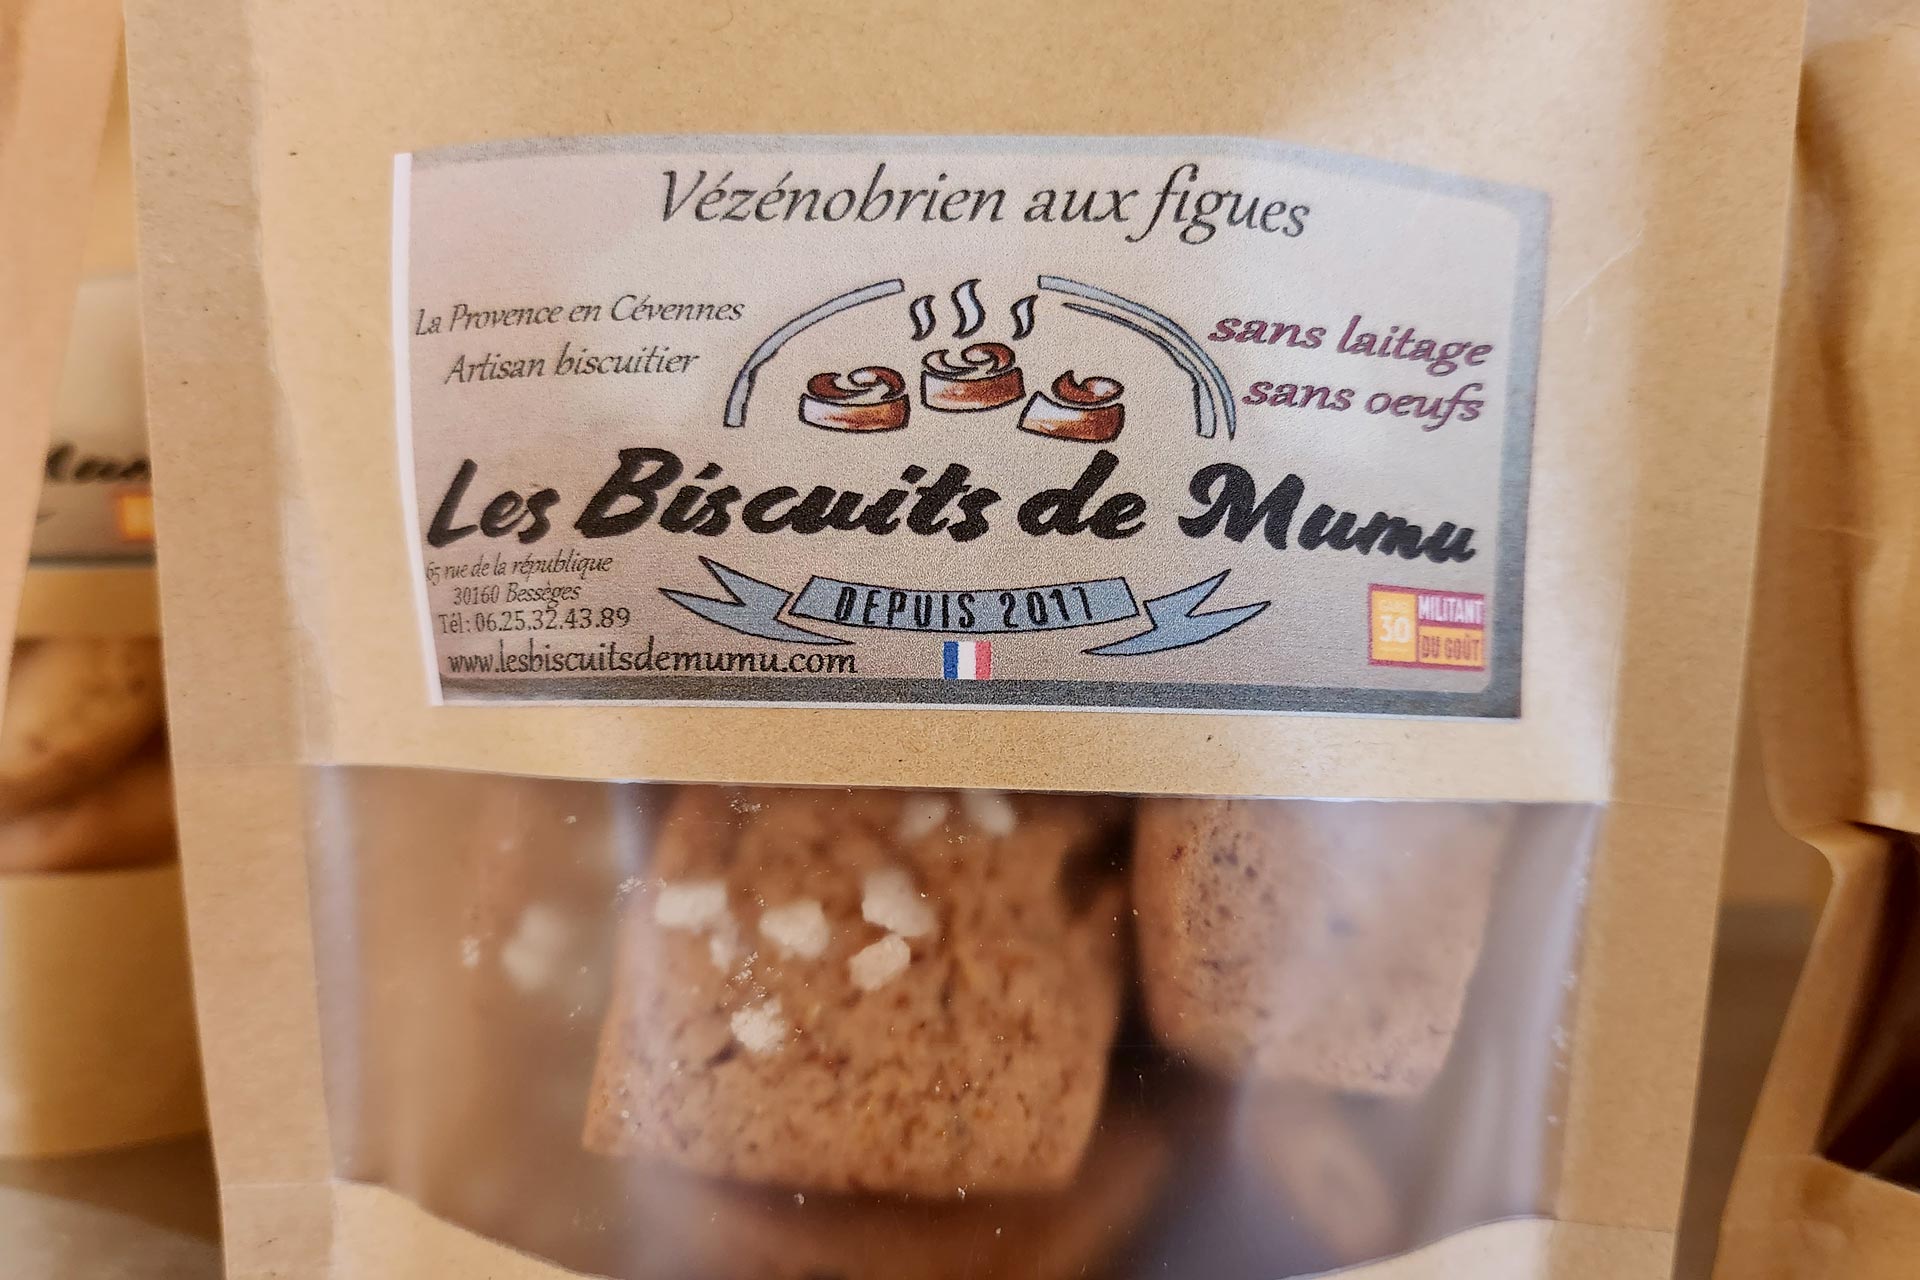 Vézénobrien aux figues
La Provence en Cévennes
Artisan biscuitier
sans laitage
sans oeufs
Les Biscuits de Mumu
65 rue de la république
30160 Bessèges
Tél: 06.25.32.43.89
www.lesbiscuitsdemumu.com
DEPUIS 2017
GARD
30
MILITANT
DU GOÛT